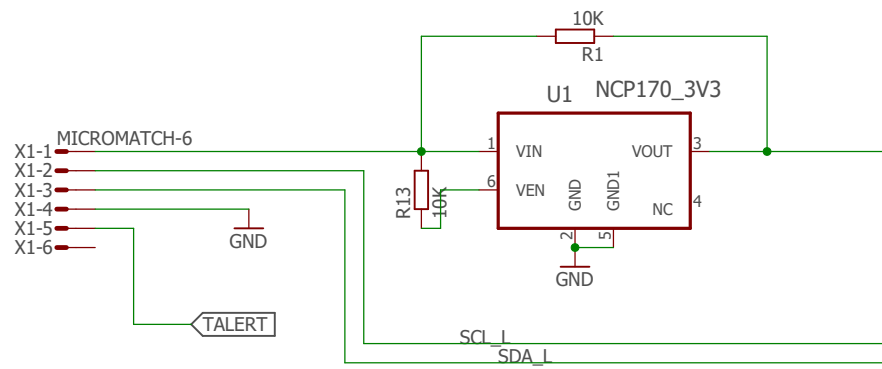 10K
R1
U1 NCP170_3V3
MICROMATCH-6
X1-1
X1-2
X1-3
X1-4
X1-5
X1-6
1 VIN VOUT 3
6 VEN
GND GND1 NC 4
R13 10K
2 5
GND
GND
TALERT
SCL_L
SDA_L